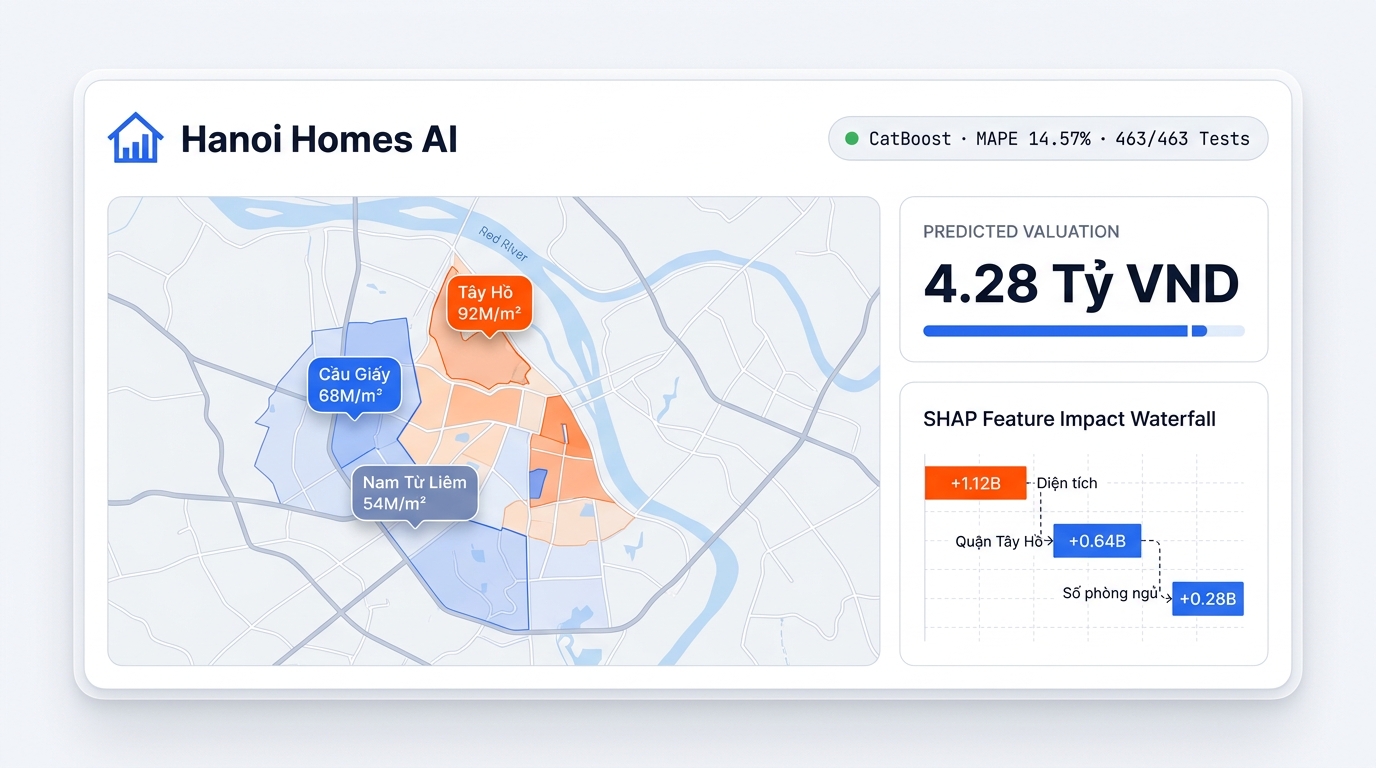 Hanoi Homes AI
CatBoost · MAPE 14.57% · 463/463 Tests
Red River
Tây Hồ
92M/m²
Cầu Giấy
68M/m²
Nam Từ Liêm
54M/m²
PREDICTED VALUATION
4.28 Tỷ VND
SHAP Feature Impact Waterfall
+1.12B Diện tích
Quận Tây Hồ +0.64B
Số phòng ngủ +0.28B